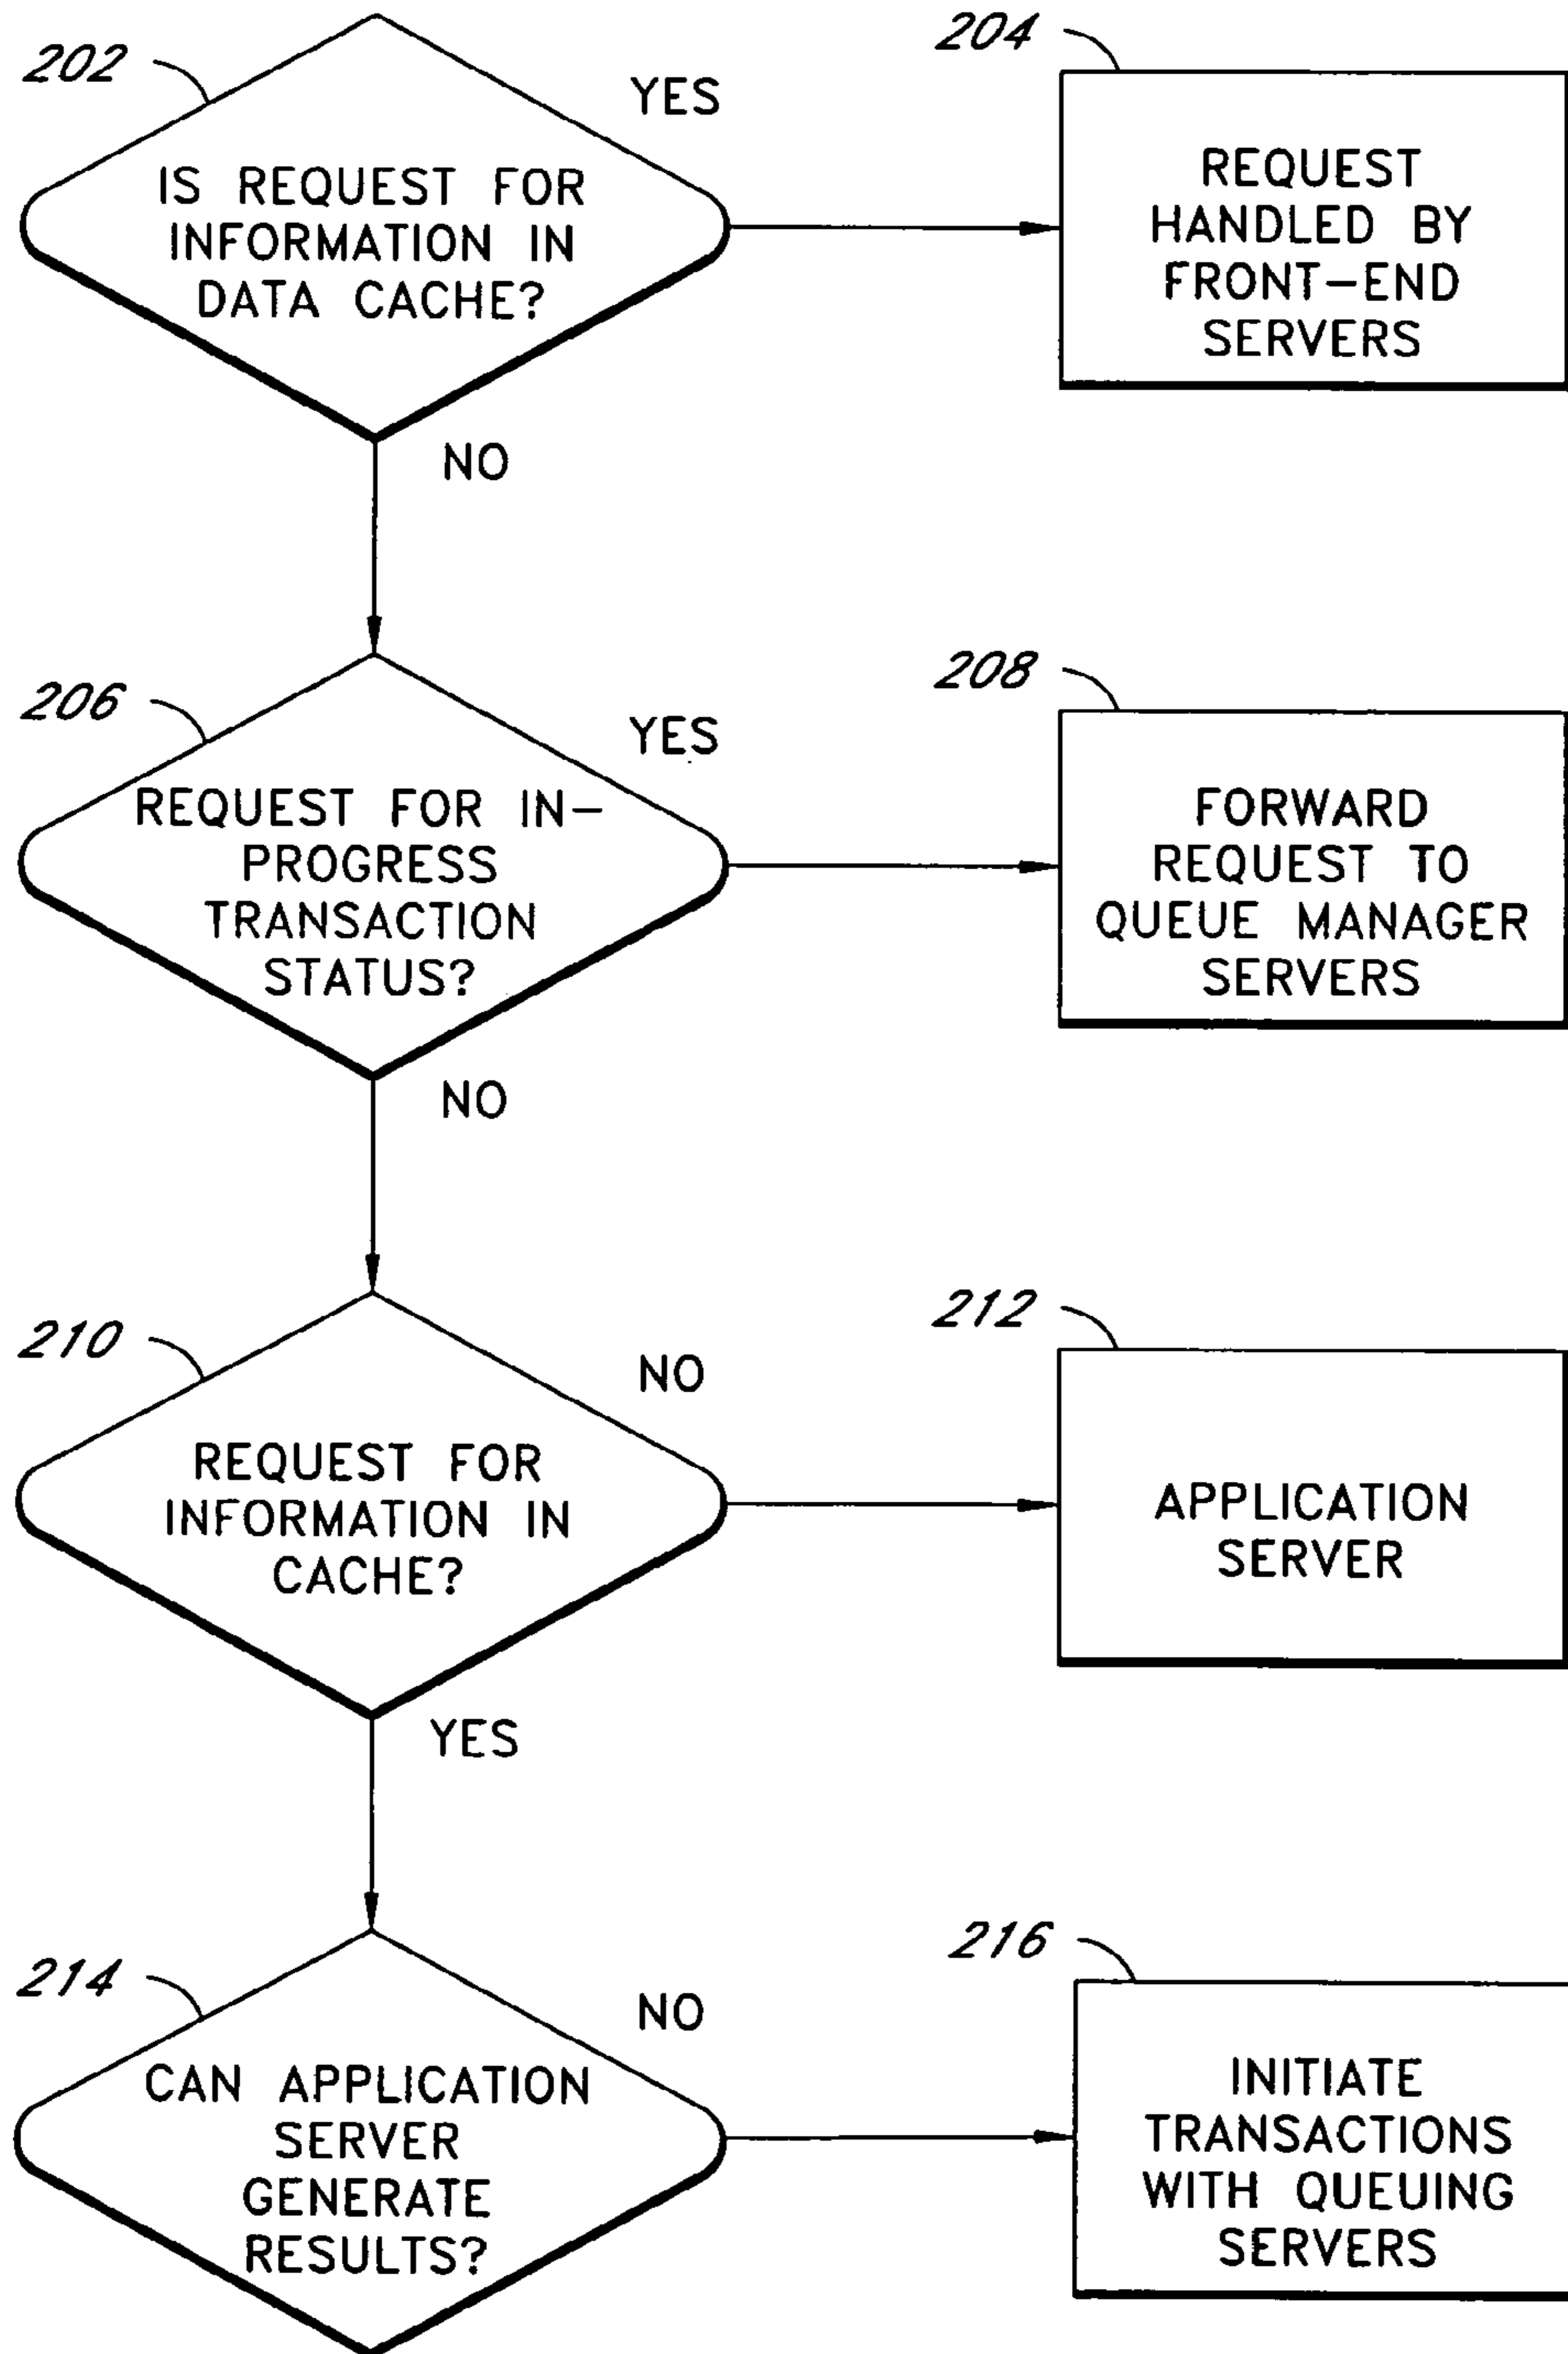 202
YES
IS REQUEST FOR
INFORMATION IN
DATA CACHE?
NO
204
REQUEST
HANDLED BY
FRONT-END
SERVERS
206
YES
REQUEST FOR IN-
PROGRESS
TRANSACTION
STATUS?
NO
208
FORWARD
REQUEST TO
QUEUE MANAGER
SERVERS
210
NO
REQUEST FOR
INFORMATION IN
CACHE?
YES
212
APPLICATION
SERVER
214
NO
CAN APPLICATION
SERVER
GENERATE
RESULTS?
216
INITIATE
TRANSACTIONS
WITH QUEUING
SERVERS